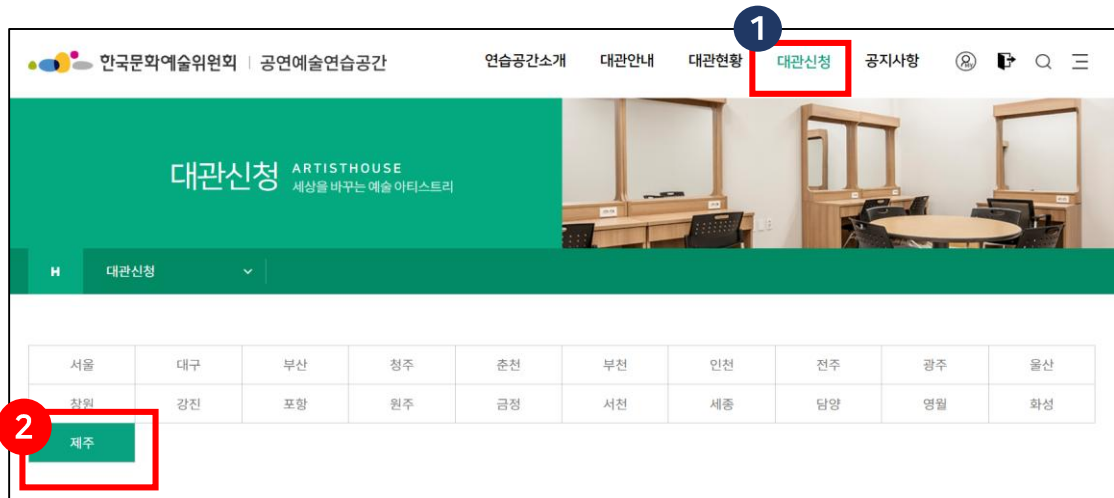 1
한국문화예술위원회 | 공연예술연습공간 연습공간소개 대관안내 대관현황 대관신청 공지사항
대관신청 ARTISTHOUSE
세상을 바꾸는 예술 아티스트리
H 대관신청
서울 대구 부산 청주 춘천 부천 인천 전주 광주 울산
창원 강진 포항 원주 금정 서천 세종 담양 영월 화성
2
제주